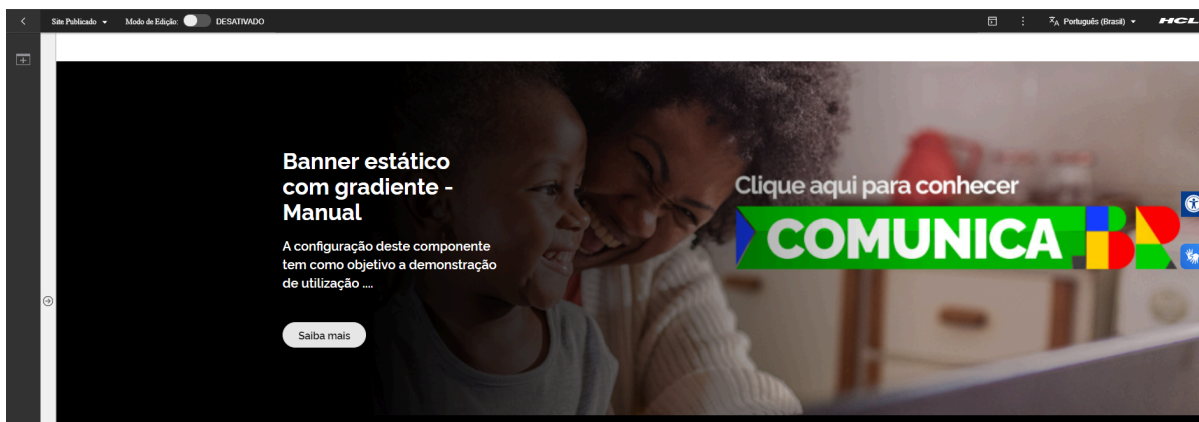 Site Publicado Modo de Edição: DESATIVADO Português (Brasil) HCL
Banner estático
com gradiente -
Manual
A configuração deste componente
tem como objetivo a demonstração
de utilização ....
Saiba mais
Clique aqui para conhecer
COMUNICA.BR